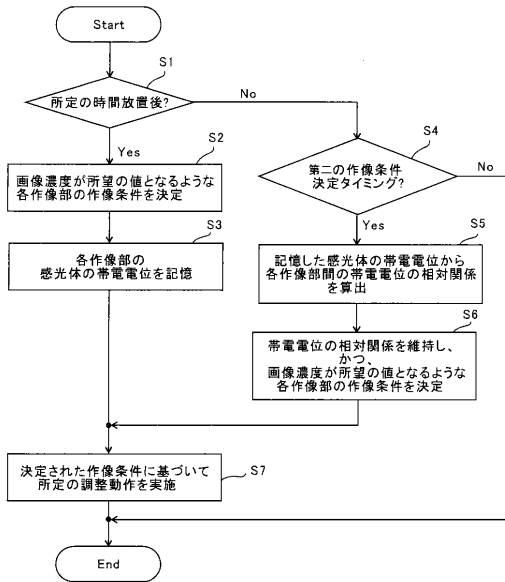 Start
S1
所定の時間放置後?
No
Yes
S2
画像濃度が所望の値となるような
各作像部の作像条件を決定
S3
各作像部の
感光体の帯電電位を記憶
S4
第二の作像条件
決定タイミング?
No
Yes
S5
記憶した感光体の帯電電位から
各作像部間の帯電電位の相対関係
を算出
S6
帯電電位の相対関係を維持し、
かつ、
画像濃度が所望の値となるような
各作像部の作像条件を決定
S7
決定された作像条件に基づいて
所定の調整動作を実施
End